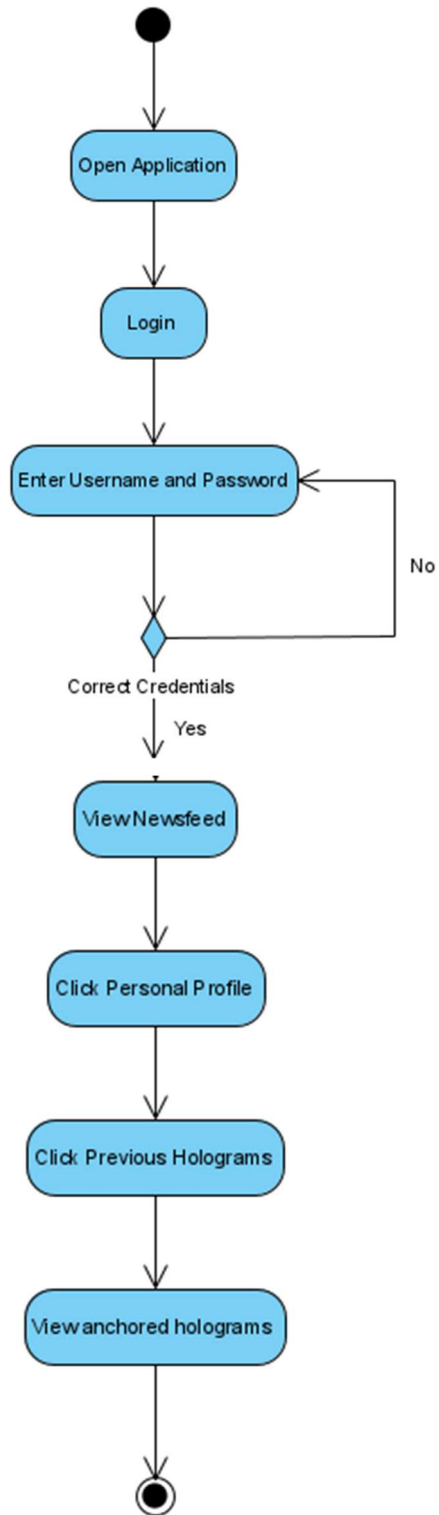 Open Application
Login
Enter Username and Password
No
Correct Credentials
Yes
View Newsfeed
Click Personal Profile
Click Previous Holograms
View anchored holograms